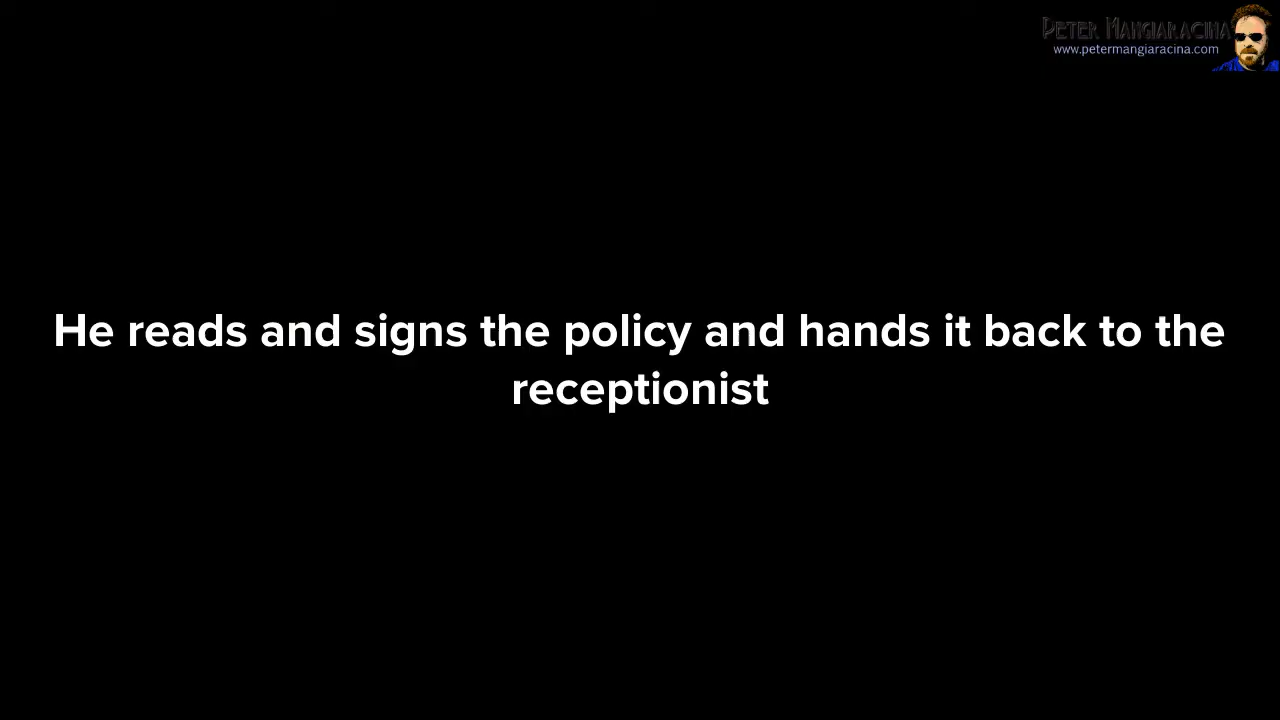 Peter Mangiaracina
www.petermangiaracina.com
He reads and signs the policy and hands it back to the
receptionist